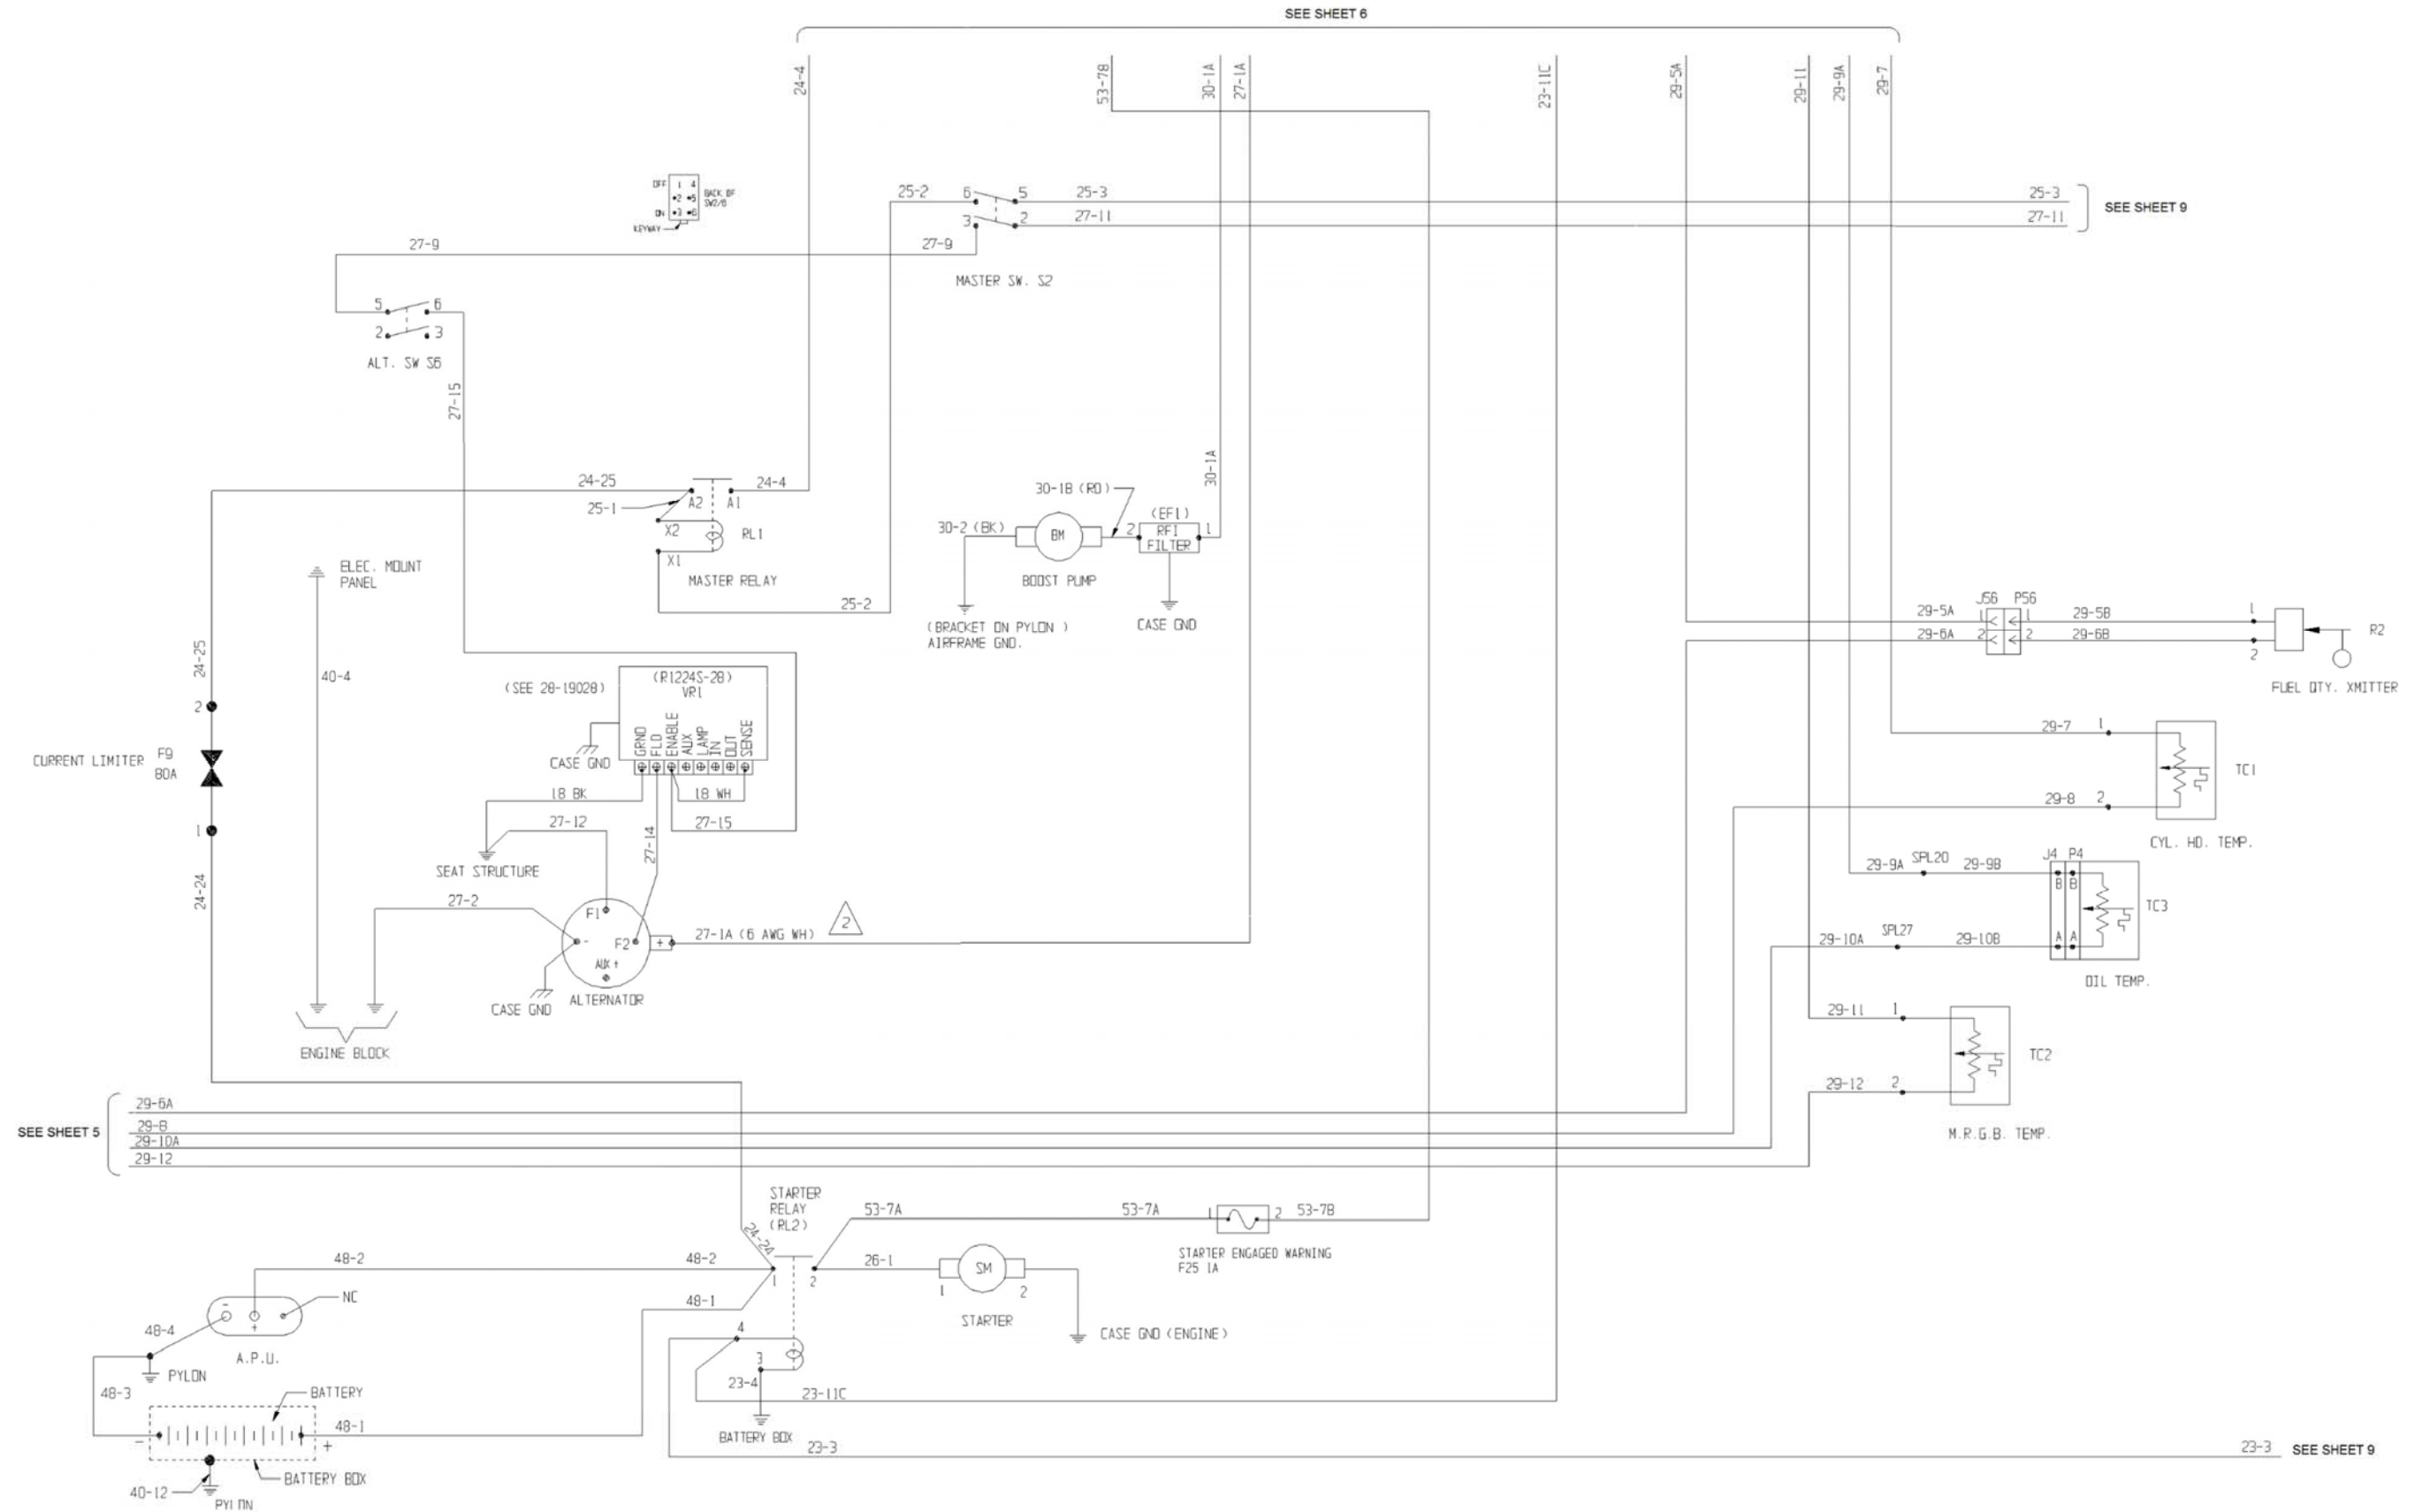 SEE SHEET 6
24-4
53-7B
30-1A
27-1A
23-11C
29-5A
29-11
29-9A
29-7
OFF 1 4
•2 •5
ON •3 •6
BACK OF
SW2/6
KEYWAY
25-2
6
5
25-3
25-3
3
2
27-11
27-11
SEE SHEET 9
27-9
27-9
MASTER SW. S2
5
6
2
3
ALT. SW S6
27-15
24-25
24-4
A2
A1
25-1
X2
RL1
X1
MASTER RELAY
25-2
30-1A
30-1B (RD)
(EF1)
30-2 (BK)
BM
2
RFI
FILTER
1
BOOST PUMP
(BRACKET ON PYLON )
AIRFRAME GND.
CASE GND
ELEC. MOUNT
PANEL
40-4
24-25
2
CURRENT LIMITER
F9
80A
1
24-24
(SEE 28-19028)
(R1224S-28)
VR1
GRND
FLD
ENABLE
AUX
LAMP
IN
OUT
SENSE
CASE GND
18 BK
18 WH
27-12
27-15
27-14
SEAT STRUCTURE
27-2
F1
-
F2
+
AUX +
27-1A (6 AWG WH)
2
CASE GND
ALTERNATOR
ENGINE BLOCK
J56
P56
29-5A
1
1
29-5B
1
29-6A
2
2
29-6B
2
R2
FUEL QTY. XMITTER
29-7
1
TC1
29-8
2
CYL. HD. TEMP.
29-9A
SPL20
29-9B
J4
P4
B
B
TC3
29-10A
SPL27
29-10B
A
A
OIL TEMP.
29-11
1
TC2
29-12
2
M.R.G.B. TEMP.
SEE SHEET 5
29-6A
29-8
29-10A
29-12
STARTER
RELAY
(RL2)
24-24
53-7A
53-7A
1
2
53-7B
STARTER ENGAGED WARNING
F25 1A
48-2
48-2
1
2
26-1
SM
1
2
STARTER
CASE GND (ENGINE)
48-1
NC
-
+
48-4
A.P.U.
PYLON
48-3
4
3
23-4
23-11C
BATTERY BOX
BATTERY
48-1
-
+
23-3
23-3
SEE SHEET 9
BATTERY BOX
40-12
PYLON